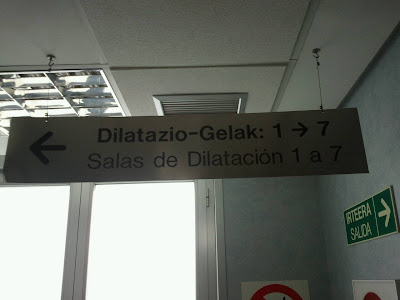 ← Dilatazio-Gelak: 1 → 7
Salas de Dilatación 1 a 7
IRTEERA
SALIDA →